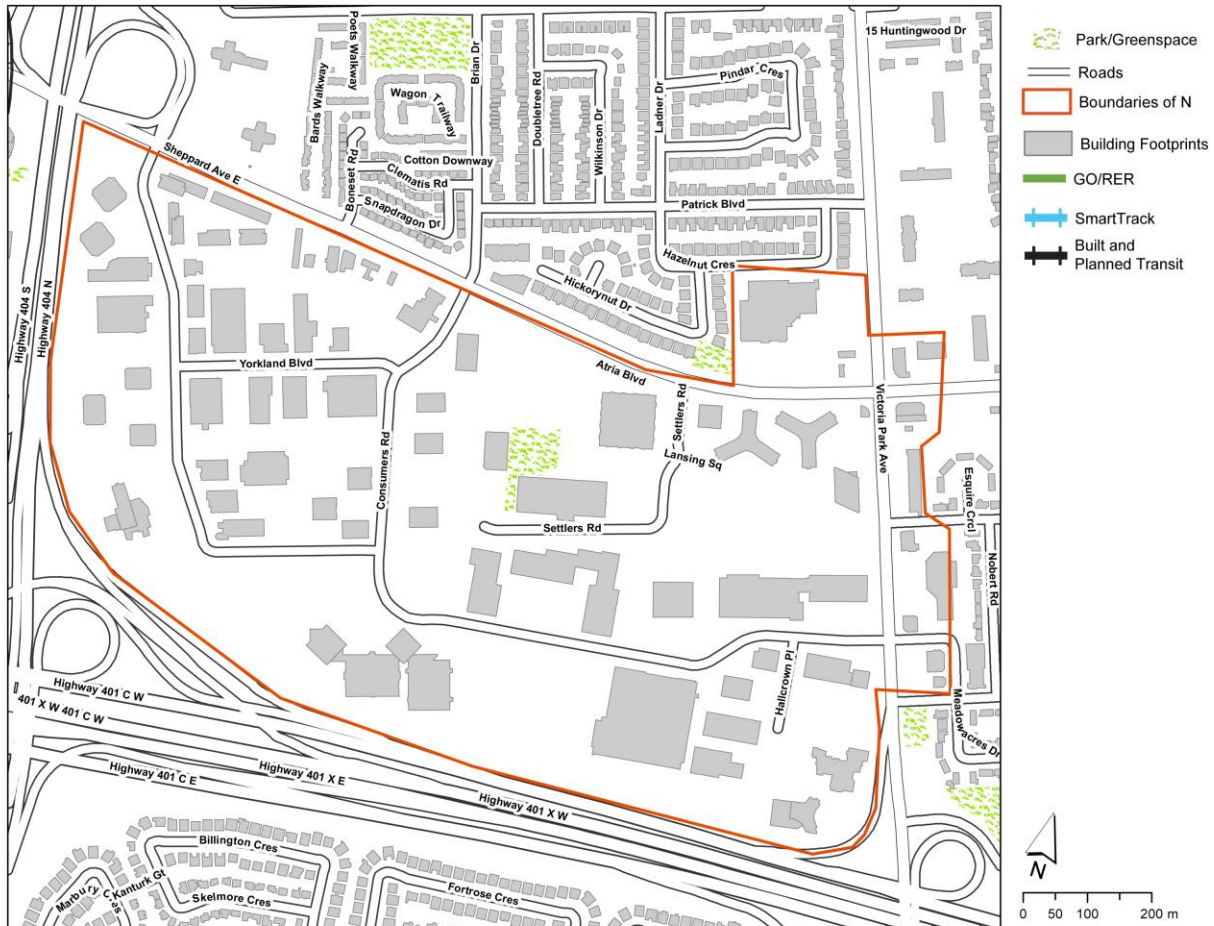 15 Huntingwood Dr
Poets Walkway
Brian Dr
Bards Walkway
Wagon Trailway
Doubletree Rd
Wilkinson Dr
Ladner Dr
Pindar Cres
Sheppard Ave E
Boneset Rd
Cotton Downway
Clematis Rd
Snapdragon Dr
Patrick Blvd
Hazelnut Cres
Hickorynut Dr
Highway 404 S
Highway 404 N
Yorkland Blvd
Atria Blvd
Consumers Rd
Settlers Rd
Lansing Sq
Settlers Rd
Victoria Park Ave
Esquire Crcl
Nobert Rd
Hallcrown Pl
Meadowacres Dr
Highway 401 C W
401 X W 401 C W
Highway 401 X E
Highway 401 C E
Highway 401 X W
Billington Cres
Kanturk Gt
Skelmore Cres
Fortrose Cres
Park/Greenspace
Roads
Boundaries of N
Building Footprints
GO/RER
SmartTrack
Built and
Planned Transit
N
0 50 100 200 m